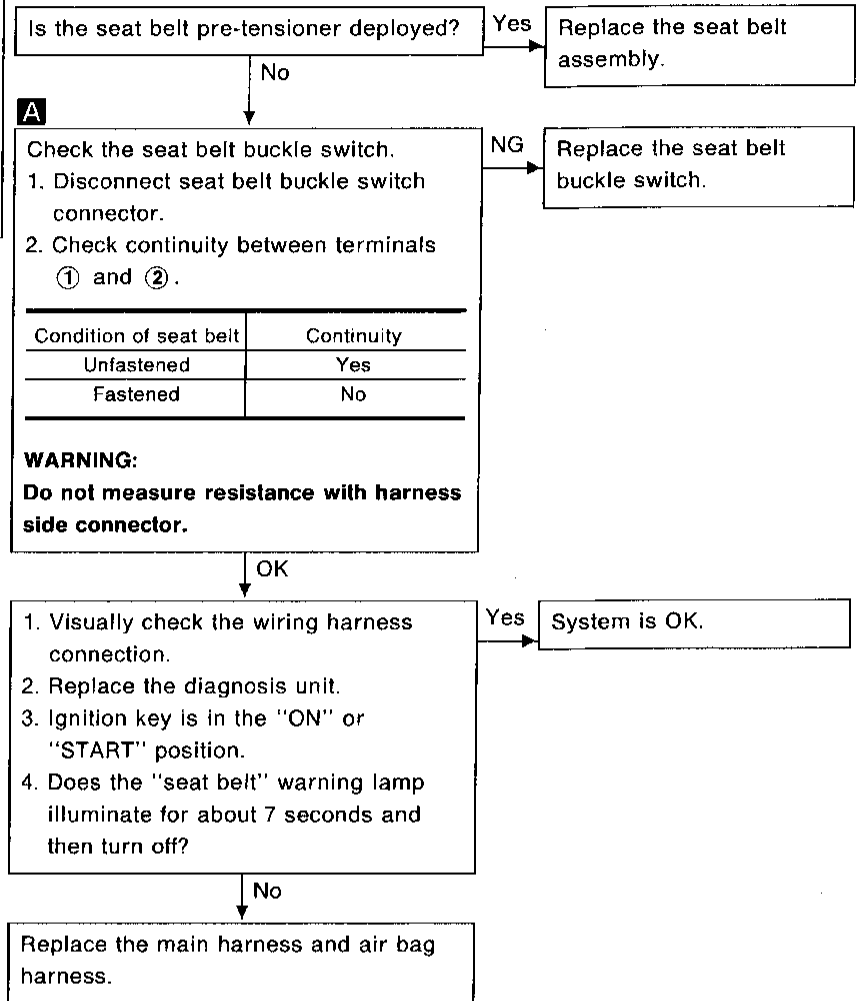 Is the seat belt pre-tensioner deployed?
Yes
Replace the seat belt
assembly.
No
A
Check the seat belt buckle switch.
1. Disconnect seat belt buckle switch
connector.
2. Check continuity between terminals
① and ②.
Condition of seat belt Continuity
Unfastened Yes
Fastened No
WARNING:
Do not measure resistance with harness
side connector.
NG
Replace the seat belt
buckle switch.
OK
1. Visually check the wiring harness
connection.
2. Replace the diagnosis unit.
3. Ignition key is in the "ON" or
"START" position.
4. Does the "seat belt" warning lamp
illuminate for about 7 seconds and
then turn off?
Yes
System is OK.
No
Replace the main harness and air bag
harness.